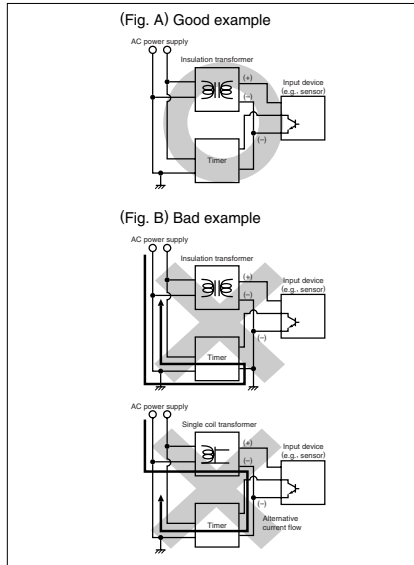 (Fig. A) Good example
AC power supply
Insulation transformer
(+)
(−)
Input device
(e.g., sensor)
Timer
(−)
(Fig. B) Bad example
AC power supply
Insulation transformer
(+)
(−)
Input device
(e.g., sensor)
Timer
(−)
AC power supply
Single coil transformer
(+)
(−)
Input device
(e.g., sensor)
(−)
Timer
Alternative
current flow